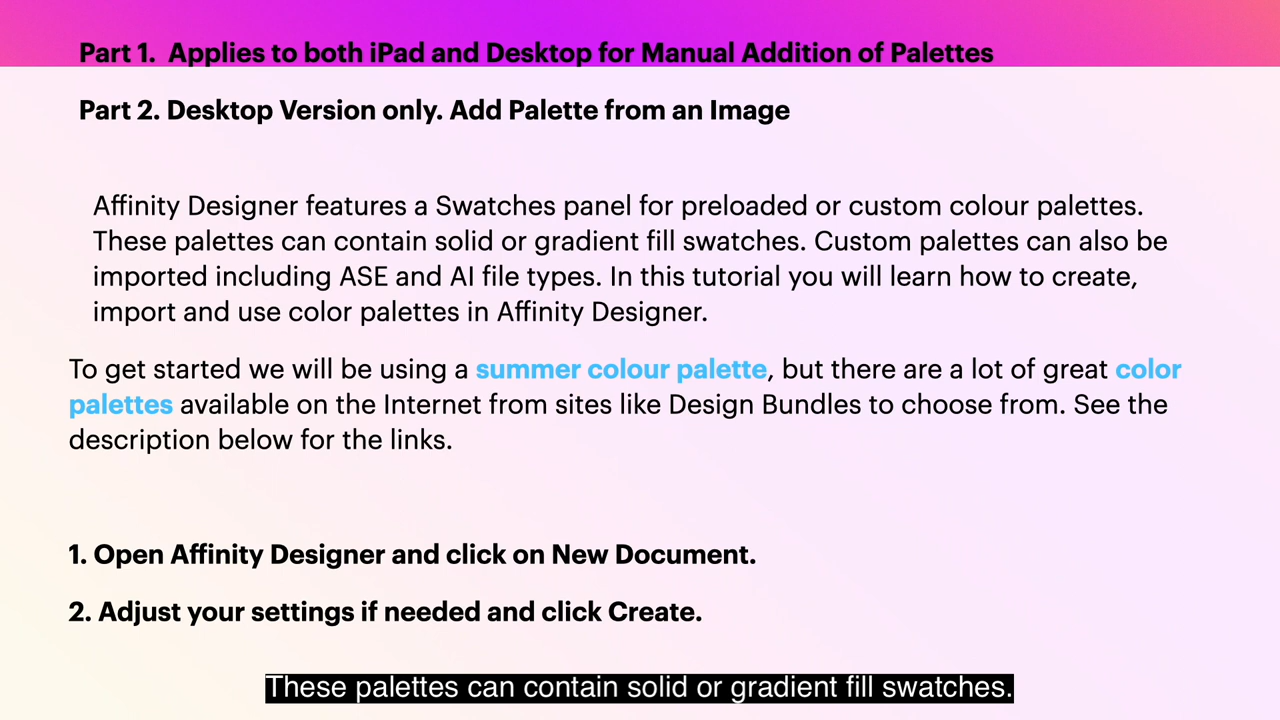 Part 1.  Applies to both iPad and Desktop for Manual Addition of Palettes
Part 2. Desktop Version only. Add Palette from an Image
Affinity Designer features a Swatches panel for preloaded or custom colour palettes.
These palettes can contain solid or gradient fill swatches. Custom palettes can also be
imported including ASE and AI file types. In this tutorial you will learn how to create,
import and use color palettes in Affinity Designer.
To get started we will be using a summer colour palette, but there are a lot of great color
palettes available on the Internet from sites like Design Bundles to choose from. See the
description below for the links.
1. Open Affinity Designer and click on New Document.
2. Adjust your settings if needed and click Create.
These palettes can contain solid or gradient fill swatches.